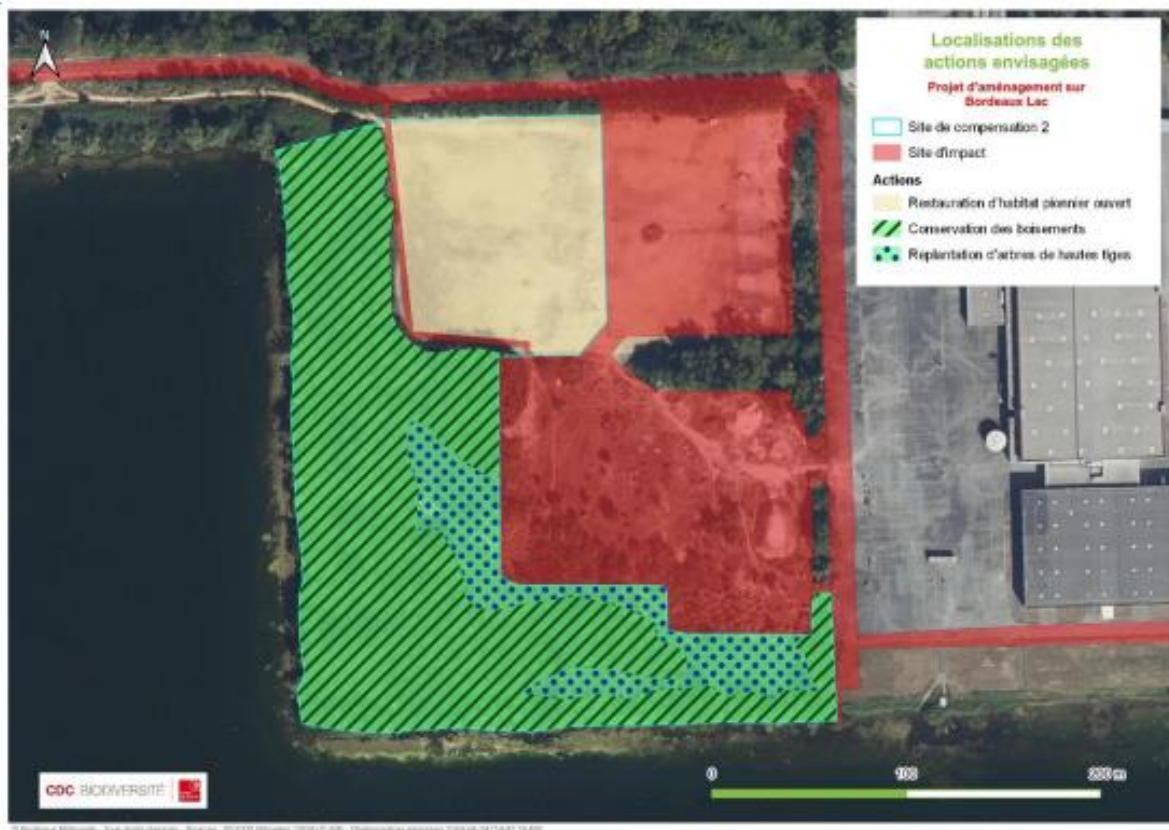 N
Localisations des
actions envisagées
Projet d'aménagement sur
Bordeaux Lac
Site de compensation 2
Site d'impact
Actions
Restauration d'habitat pionnier ouvert
Conservation des boisements
Replantation d'arbres de hautes tiges
0 100 200 m
CDC BIODIVERSITÉ